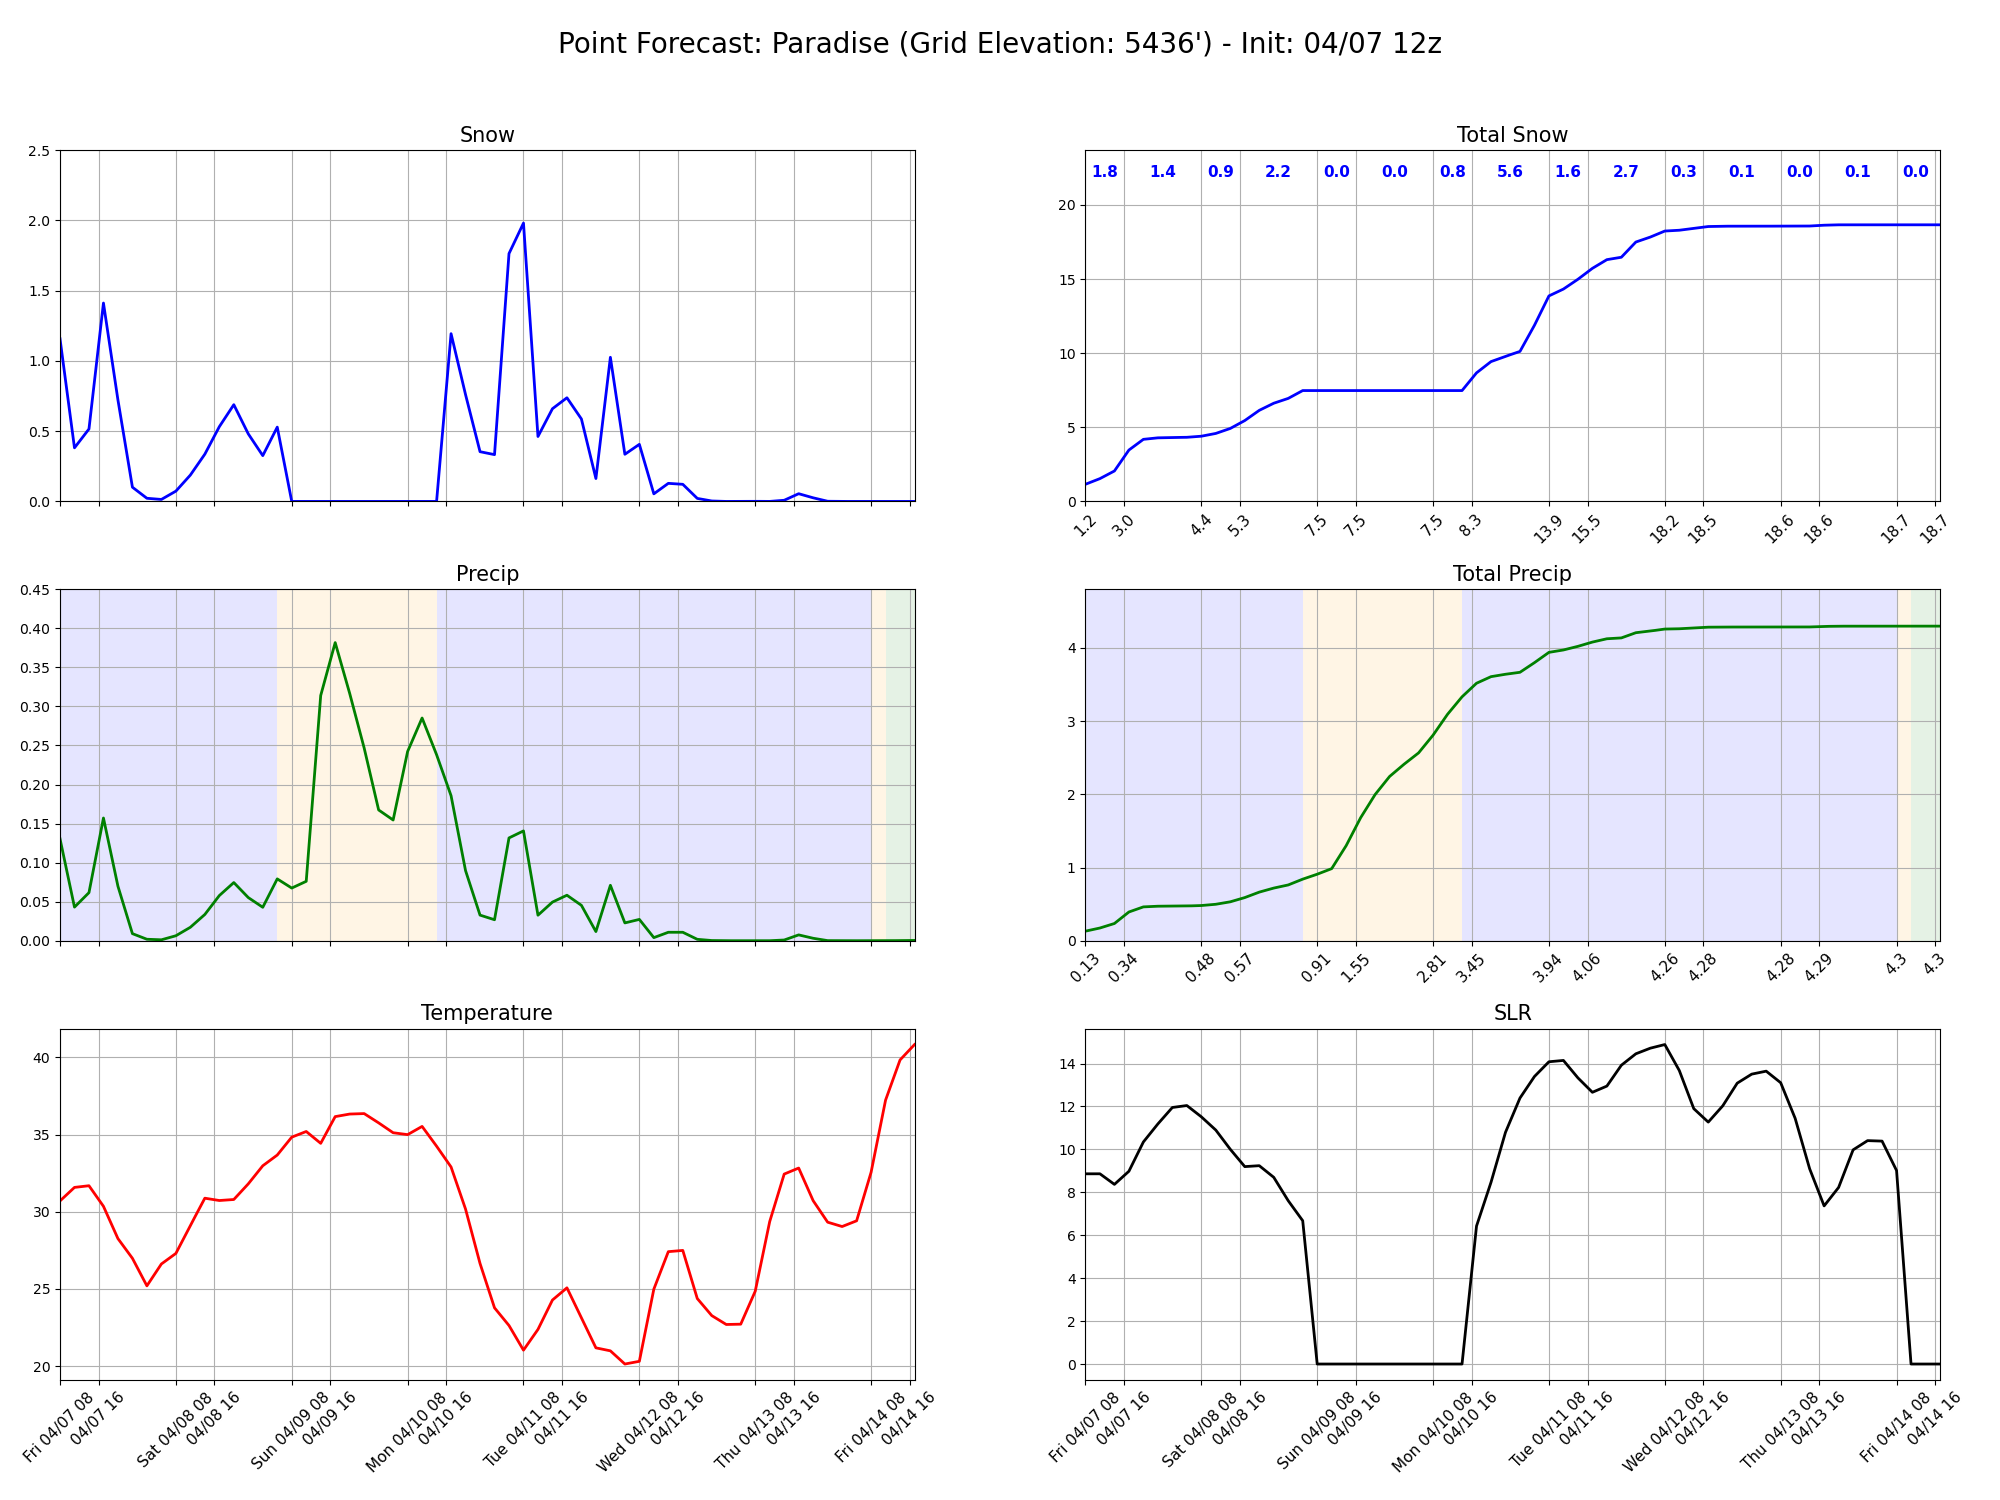 Point Forecast: Paradise (Grid Elevation: 5436') - Init: 04/07 12z
Snow
2.5
2.0
1.5
1.0
0.5
0.0
Total Snow
1.8 1.4 0.9 2.2 0.0 0.0 0.8 5.6 1.6 2.7 0.3 0.1 0.0 0.1 0.0
20
15
10
5
0
1.2 3.0 4.4 5.3 7.5 7.5 7.5 8.3 13.9 15.5 18.2 18.5 18.6 18.6 18.7 18.7
Precip
0.45
0.40
0.35
0.30
0.25
0.20
0.15
0.10
0.05
0.00
Total Precip
4
3
2
1
0
0.13 0.34 0.48 0.57 0.91 1.55 2.81 3.45 3.94 4.06 4.26 4.28 4.28 4.29 4.3 4.3
Temperature
40
35
30
25
20
Fri 04/07 08
04/07 16
Sat 04/08 08
04/08 16
Sun 04/09 08
04/09 16
Mon 04/10 08
04/10 16
Tue 04/11 08
04/11 16
Wed 04/12 08
04/12 16
Thu 04/13 08
04/13 16
Fri 04/14 08
04/14 16
SLR
14
12
10
8
6
4
2
0
Fri 04/07 08
04/07 16
Sat 04/08 08
04/08 16
Sun 04/09 08
04/09 16
Mon 04/10 08
04/10 16
Tue 04/11 08
04/11 16
Wed 04/12 08
04/12 16
Thu 04/13 08
04/13 16
Fri 04/14 08
04/14 16